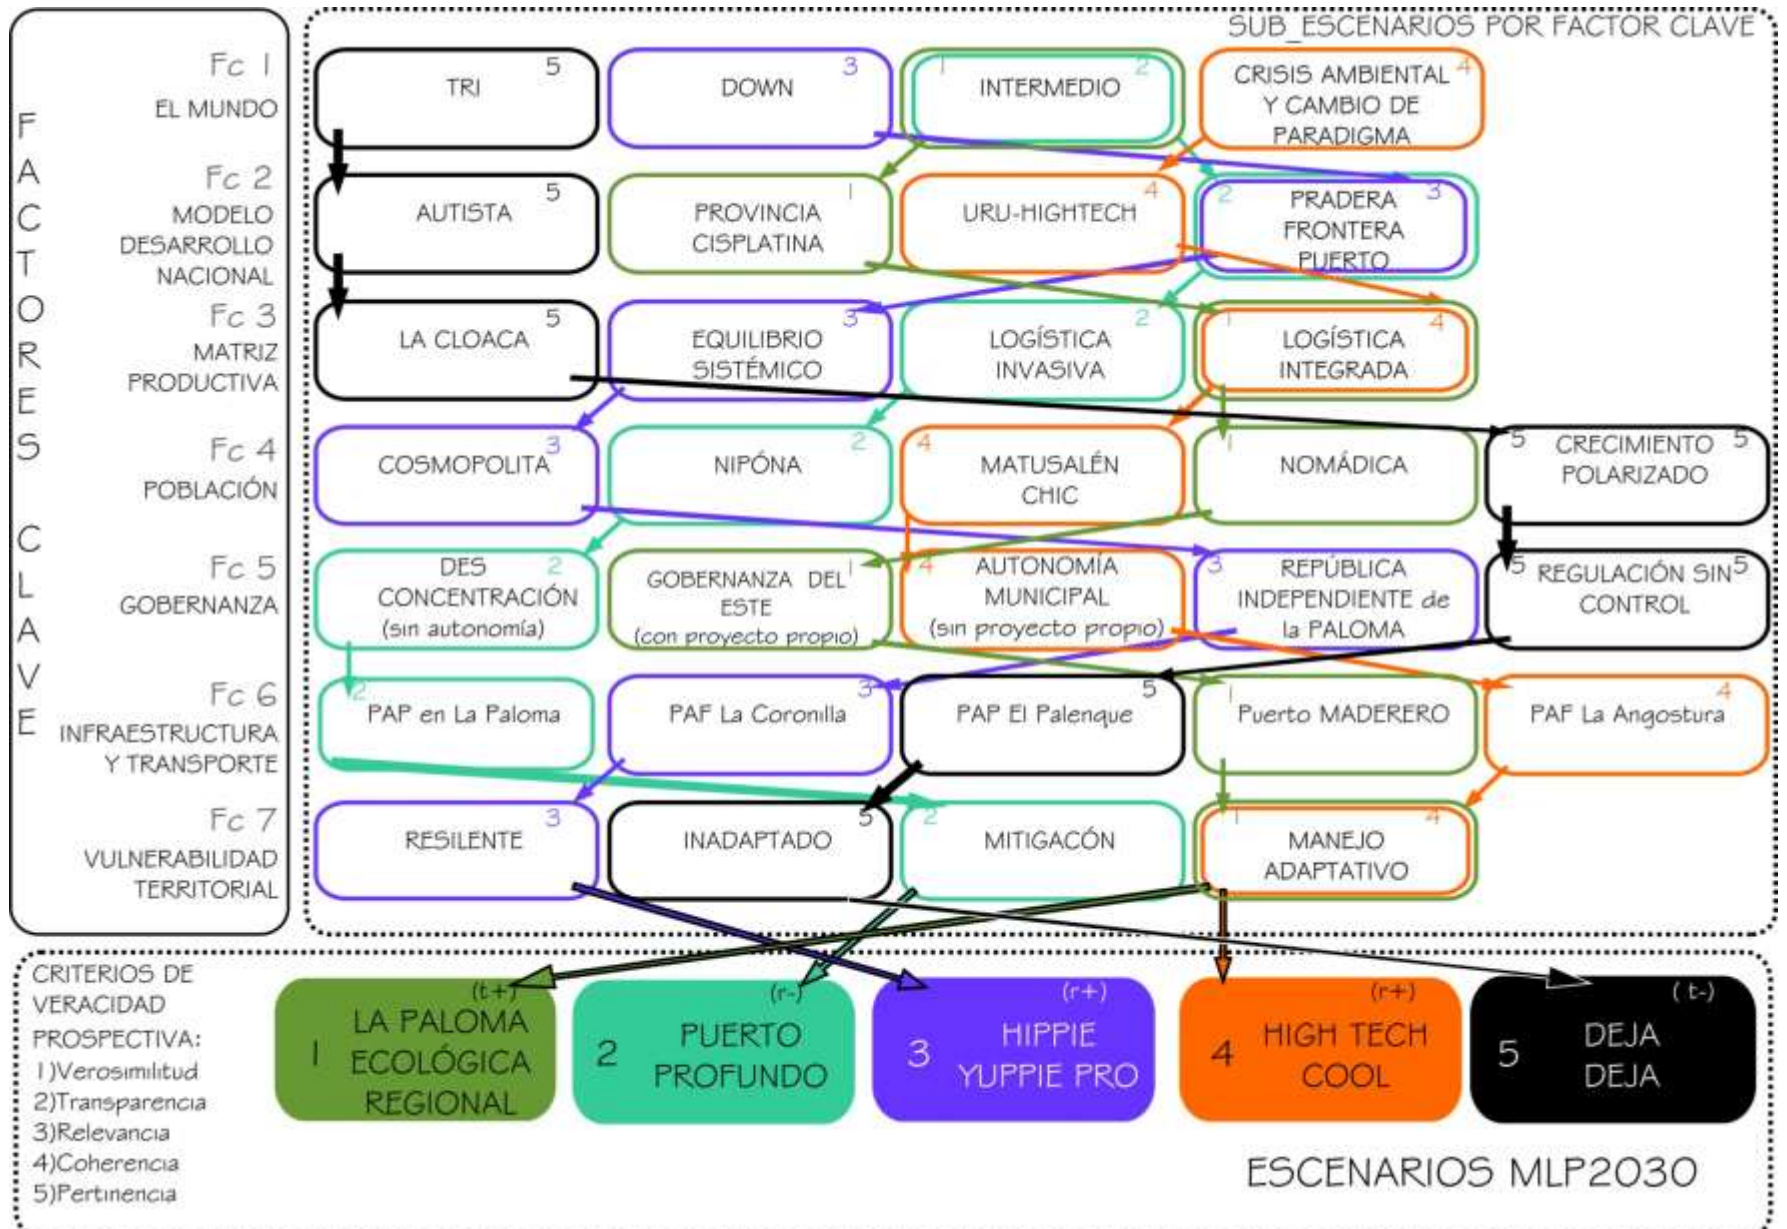 SUB_ESCENARIOS POR FACTOR CLAVE
FACTORES CLAVE
Fc 1
EL MUNDO
TRI
5
DOWN
3
1
INTERMEDIO
2
CRISIS AMBIENTAL
Y CAMBIO DE
PARADIGMA
4
Fc 2
MODELO
DESARROLLO
NACIONAL
AUTISTA
5
PROVINCIA
CISPLATINA
1
URU-HIGHTECH
4
2
PRADERA
FRONTERA
PUERTO
3
Fc 3
MATRIZ
PRODUCTIVA
LA CLOACA
5
EQUILIBRIO
SISTÉMICO
3
LOGÍSTICA
INVASIVA
2
1
LOGÍSTICA
INTEGRADA
4
Fc 4
POBLACIÓN
COSMOPOLITA
3
NIPÓNA
2
4
MATUSALÉN
CHIC
1
NOMÁDICA
5
CRECIMIENTO
POLARIZADO
5
Fc 5
GOBERNANZA
DES
CONCENTRACIÓN
(sin autonomía)
2
GOBERNANZA DEL
ESTE
(con proyecto propio)
1
4
AUTONOMÍA
MUNICIPAL
(sin proyecto propio)
3
REPÚBLICA
INDEPENDIENTE de
la PALOMA
5
REGULACIÓN SIN
CONTROL
5
Fc 6
INFRAESTRUCTURA
Y TRANSPORTE
2
PAP en La Paloma
PAF La Coronilla
3
PAP El Palenque
5
1
Puerto MADERERO
PAF La Angostura
4
Fc 7
VULNERABILIDAD
TERRITORIAL
RESILENTE
3
INADAPTADO
5
2
MITIGACÓN
1
MANEJO
ADAPTATIVO
4
CRITERIOS DE
VERACIDAD
PROSPECTIVA:
1)Verosimilitud
2)Transparencia
3)Relevancia
4)Coherencia
5)Pertinencia
(t+)
1
LA PALOMA
ECOLÓGICA
REGIONAL
(r-)
2
PUERTO
PROFUNDO
(r+)
3
HIPPIE
YUPPIE PRO
(r+)
4
HIGH TECH
COOL
( t-)
5
DEJA
DEJA
ESCENARIOS MLP2030